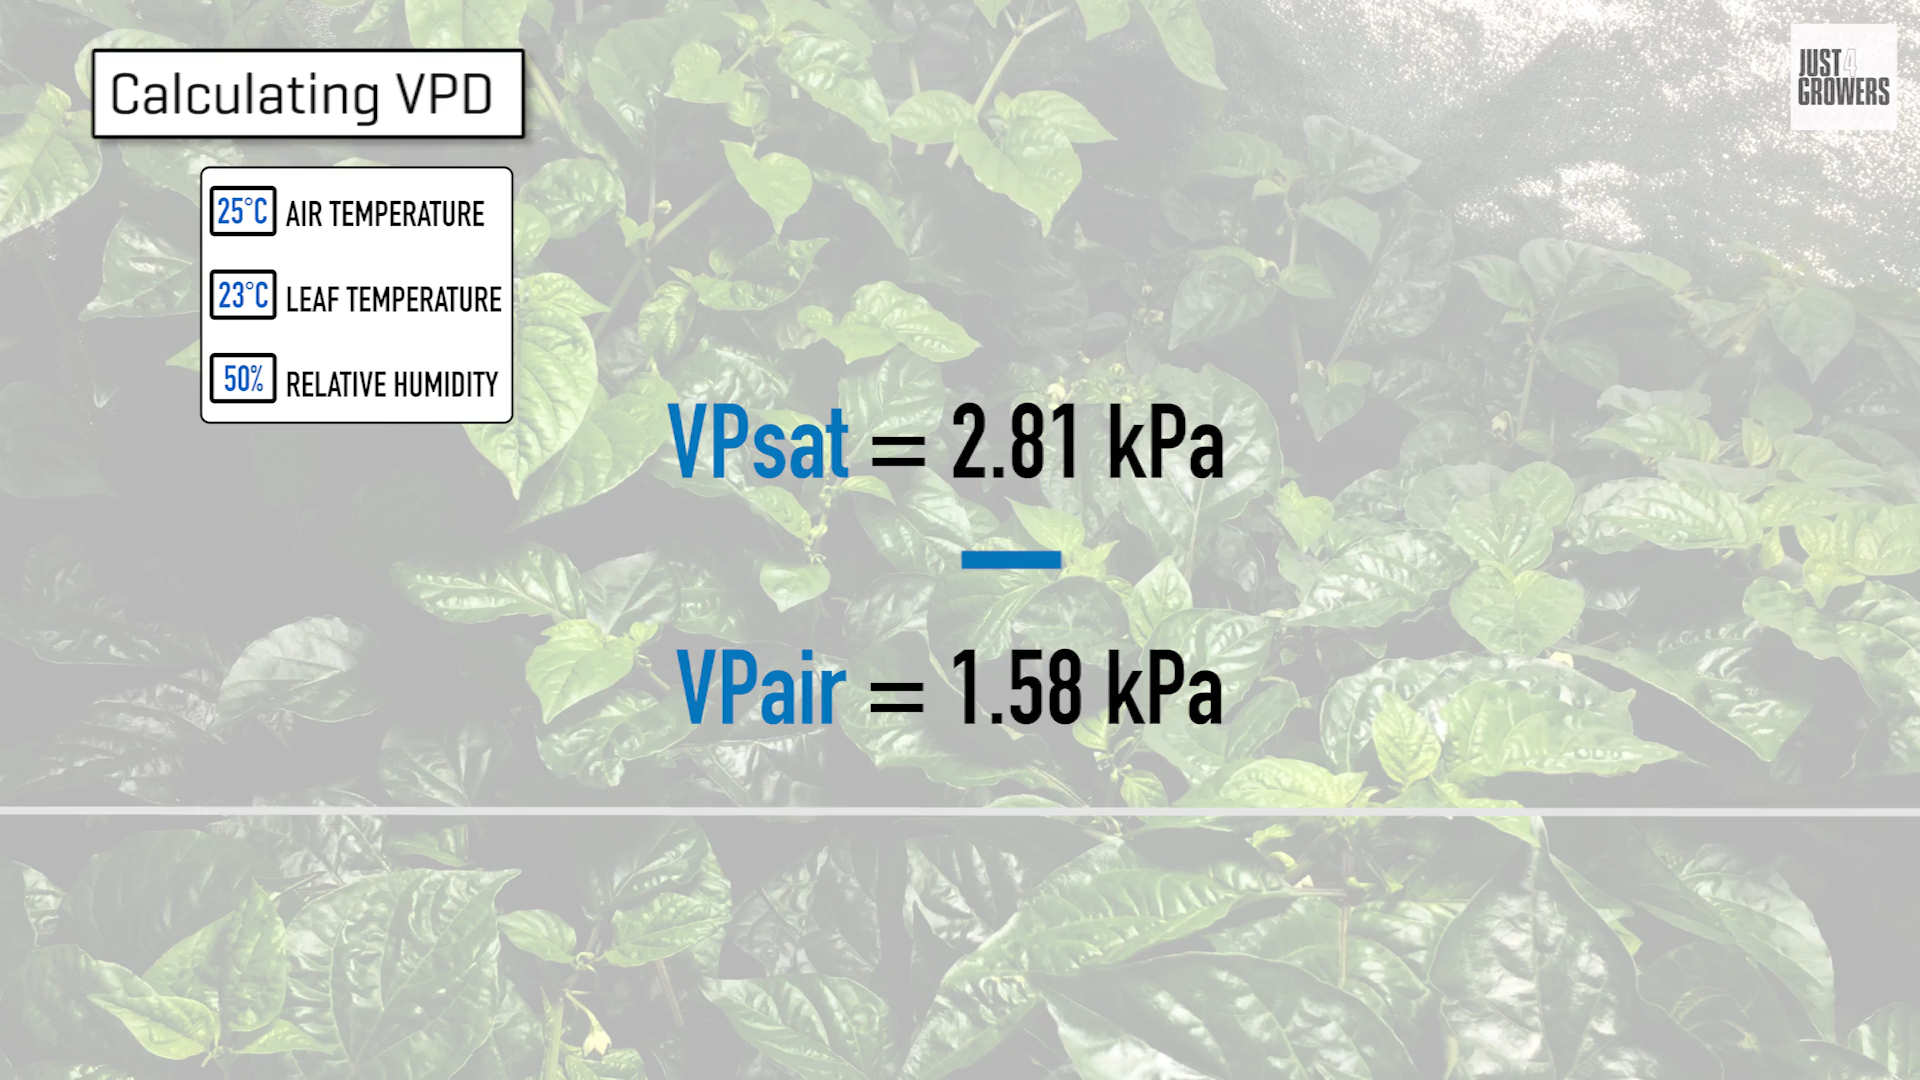 Calculating VPD
JUST4
GROWERS
25°C AIR TEMPERATURE
23°C LEAF TEMPERATURE
50% RELATIVE HUMIDITY
VPsat = 2.81 kPa
–
VPair = 1.58 kPa